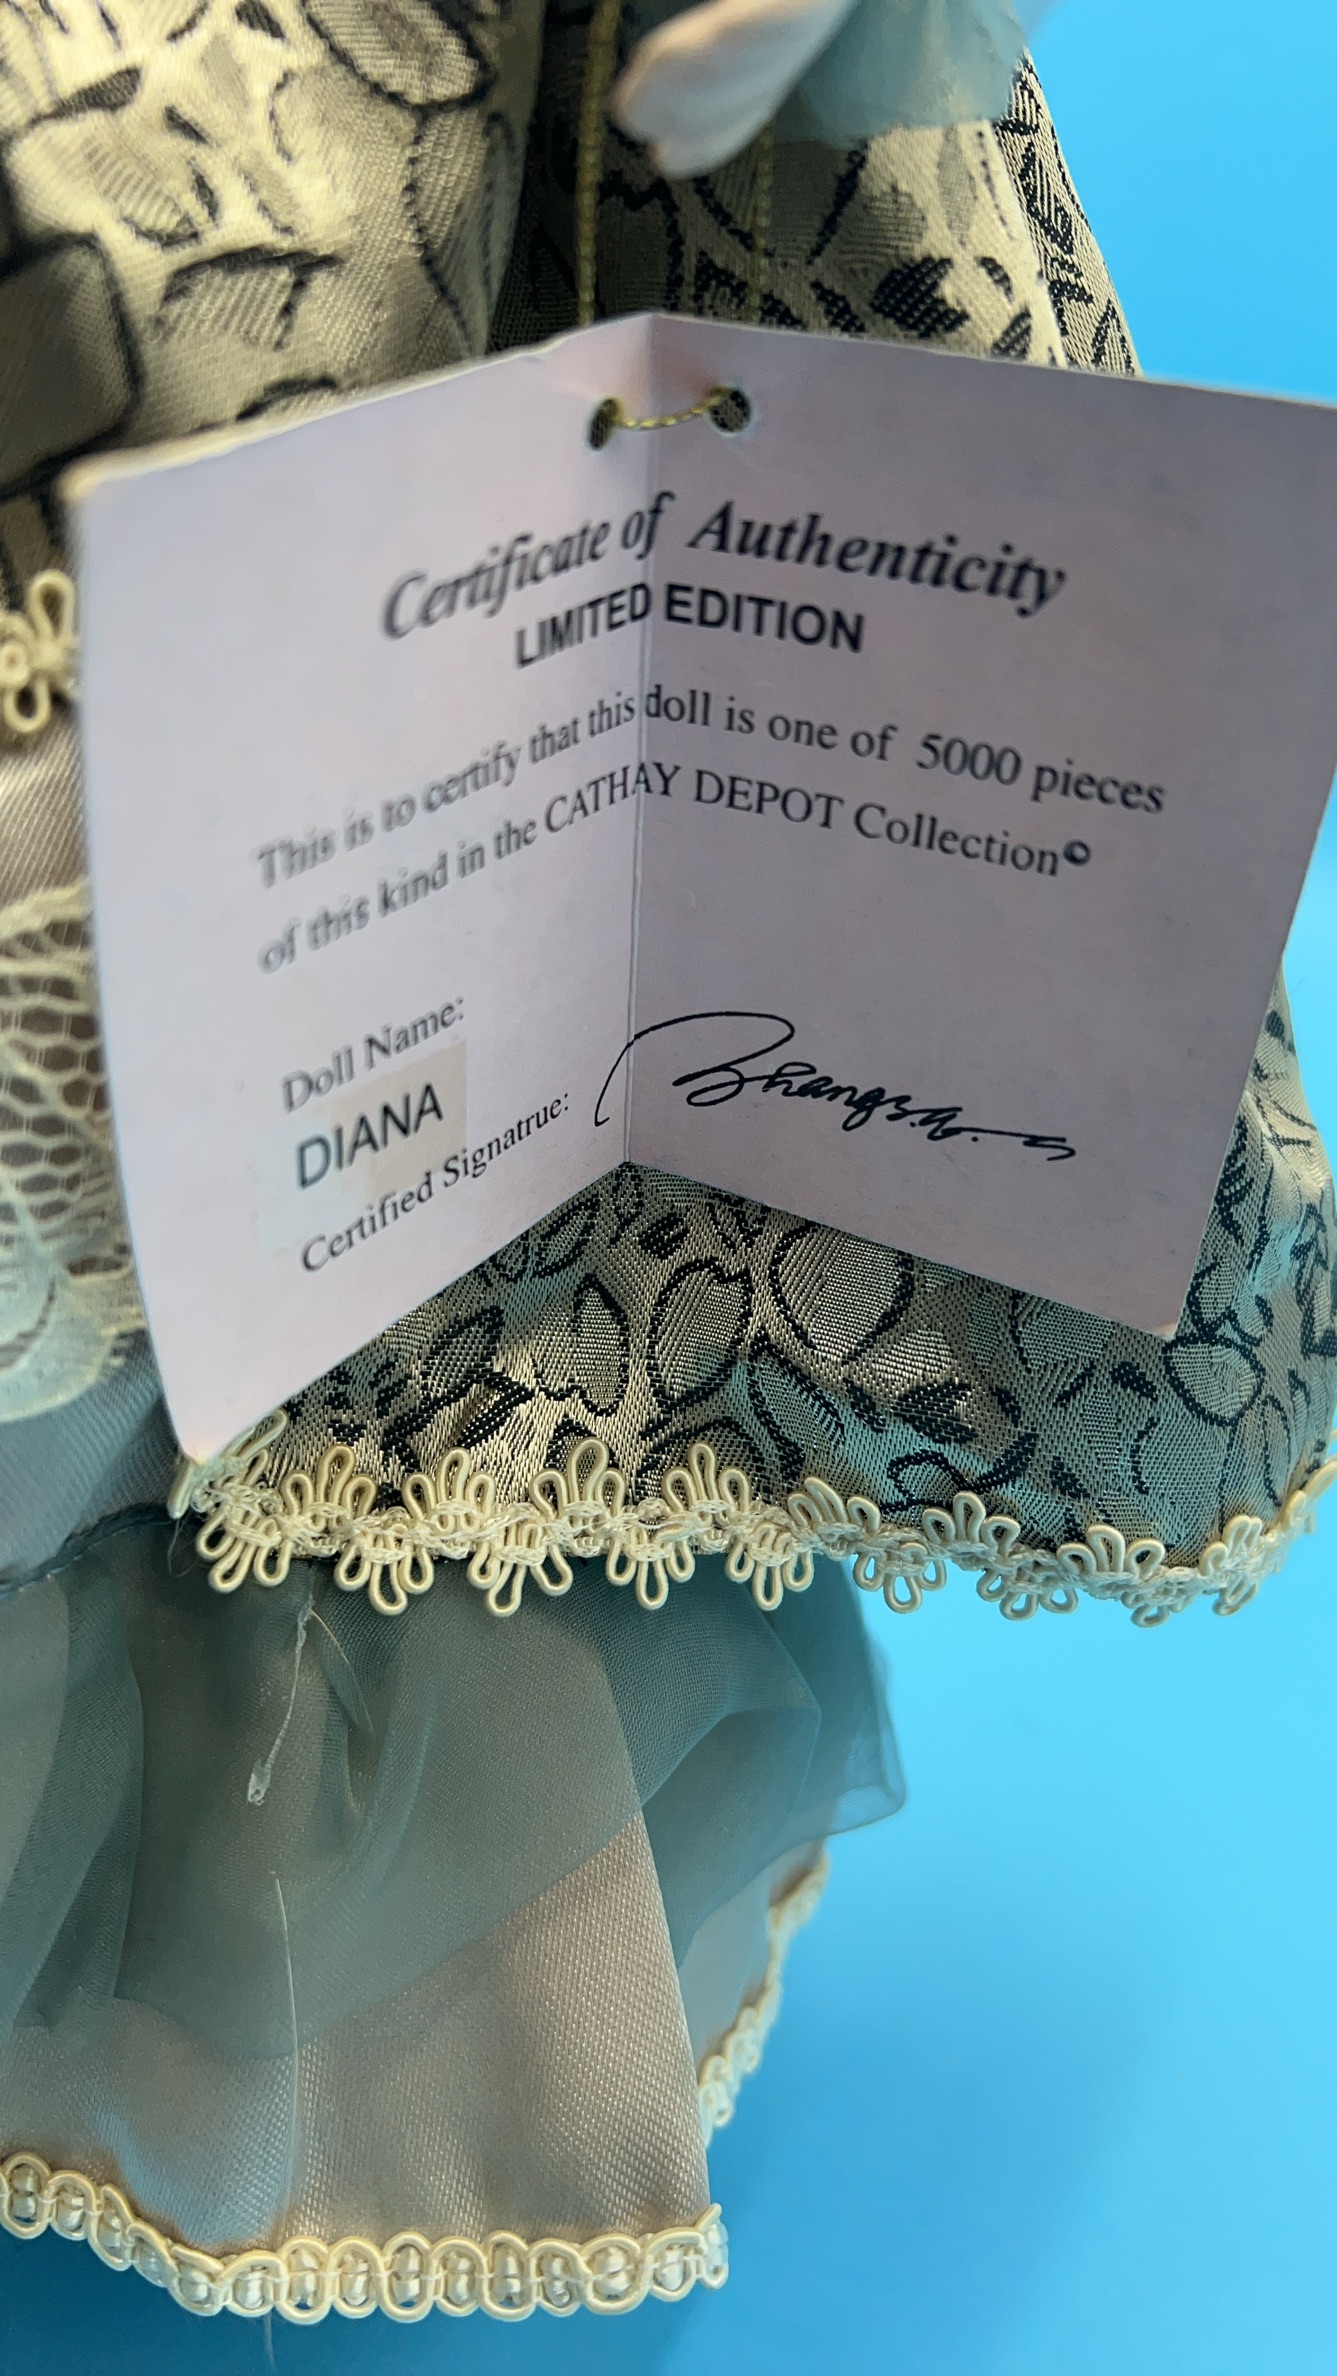 Certificate of Authenticity
LIMITED EDITION
This is to certify that this doll is one of 5000 pieces
of this kind in the CATHAY DEPOT Collection©
Doll Name:
DIANA
Certified Signatrue: